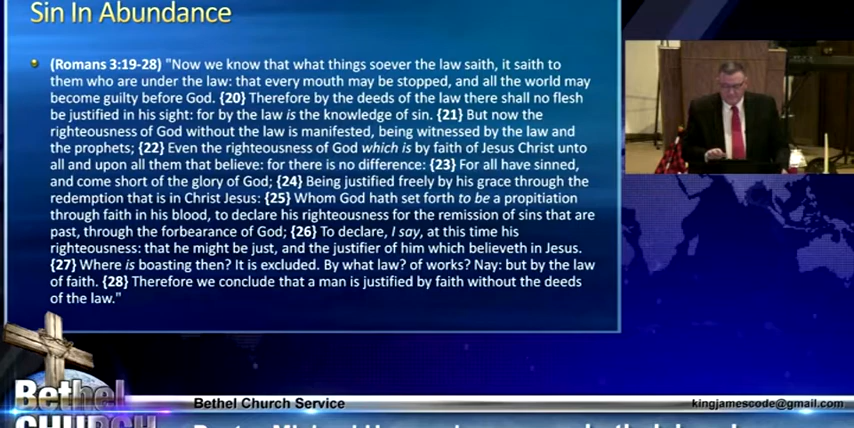 Sin In Abundance
(Romans 3:19-28) "Now we know that what things soever the law saith, it saith to
them who are under the law: that every mouth may be stopped, and all the world may
become guilty before God. {20} Therefore by the deeds of the law there shall no flesh
be justified in his sight: for by the law is the knowledge of sin. {21} But now the
righteousness of God without the law is manifested, being witnessed by the law and
the prophets; {22} Even the righteousness of God which is by faith of Jesus Christ unto
all and upon all them that believe: for there is no difference: {23} For all have sinned,
and come short of the glory of God; {24} Being justified freely by his grace through the
redemption that is in Christ Jesus: {25} Whom God hath set forth to be a propitiation
through faith in his blood, to declare his righteousness for the remission of sins that are
past, through the forbearance of God; {26} To declare, I say, at this time his
righteousness: that he might be just, and the justifier of him which believeth in Jesus.
{27} Where is boasting then? It is excluded. By what law? of works? Nay: but by the law
of faith. {28} Therefore we conclude that a man is justified by faith without the deeds
of the law."
Bethel
CHURCH
Bethel Church Service
kingjamescode@gmail.com